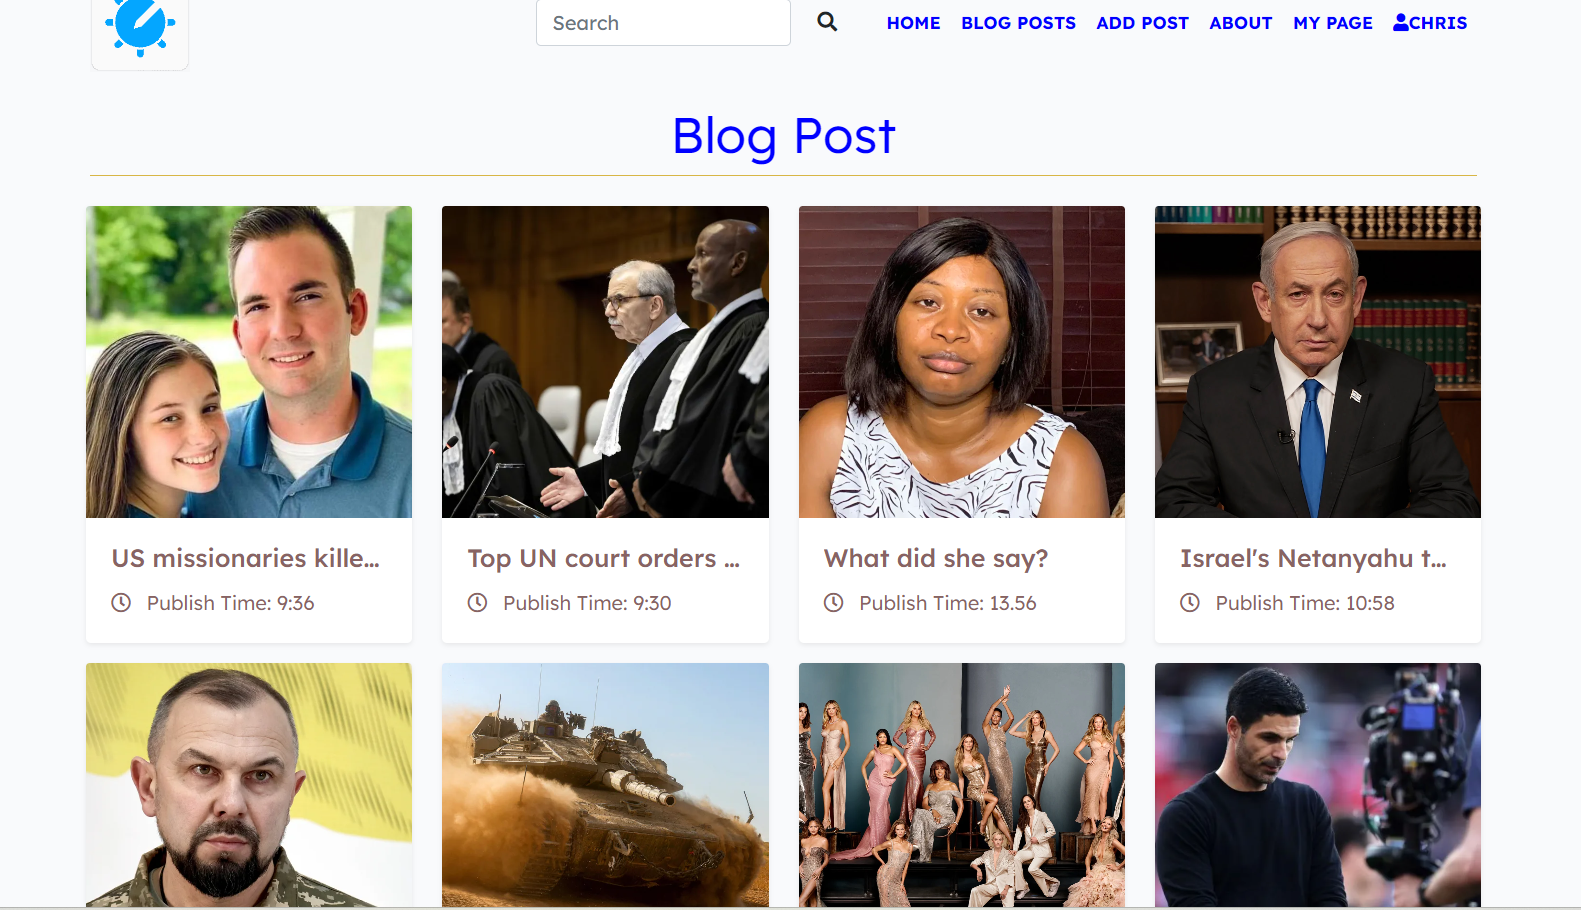 Search
HOME
BLOG POSTS
ADD POST
ABOUT
MY PAGE
CHRIS
Blog Post
US missionaries kille...
Publish Time: 9:36
Top UN court orders ...
Publish Time: 9:30
What did she say?
Publish Time: 13.56
Israel's Netanyahu t...
Publish Time: 10:58